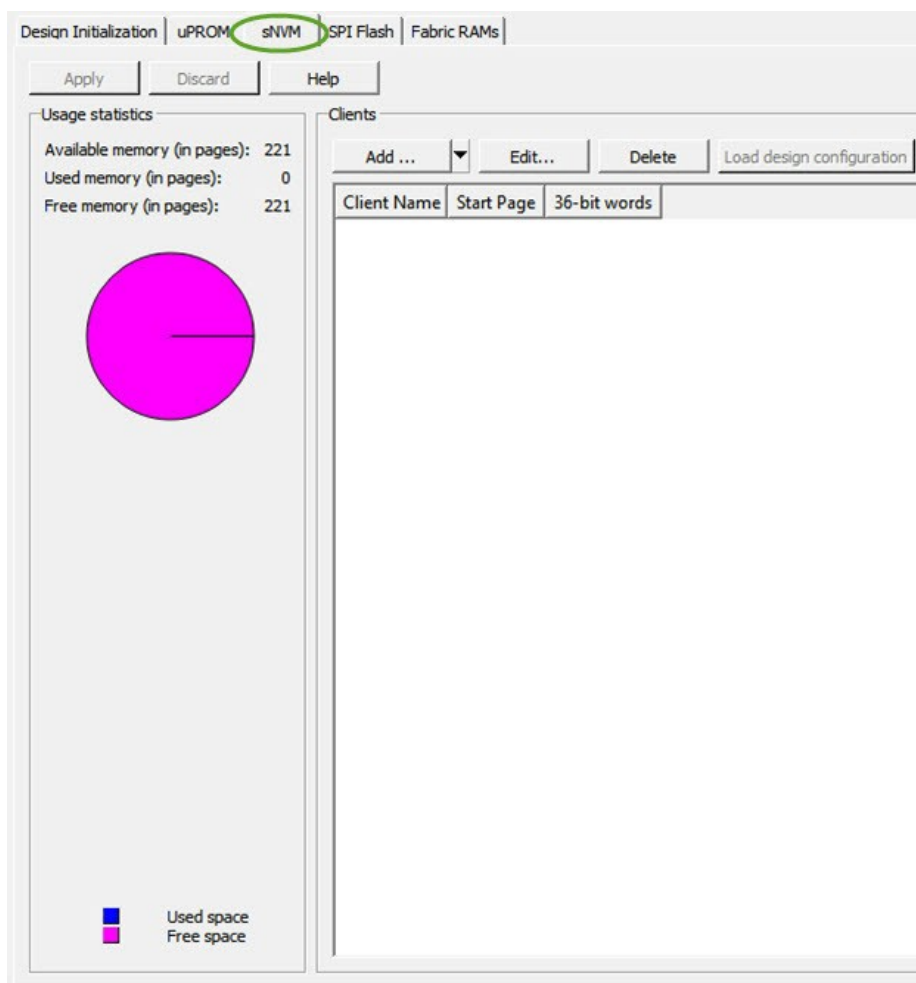 Design Initialization uPROM sNVM SPI Flash Fabric RAMs
Apply Discard Help
Usage statistics
Available memory (in pages): 221
Used memory (in pages): 0
Free memory (in pages): 221
Used space
Free space
Clients
Add ... Edit... Delete Load design configuration
Client Name Start Page 36-bit words